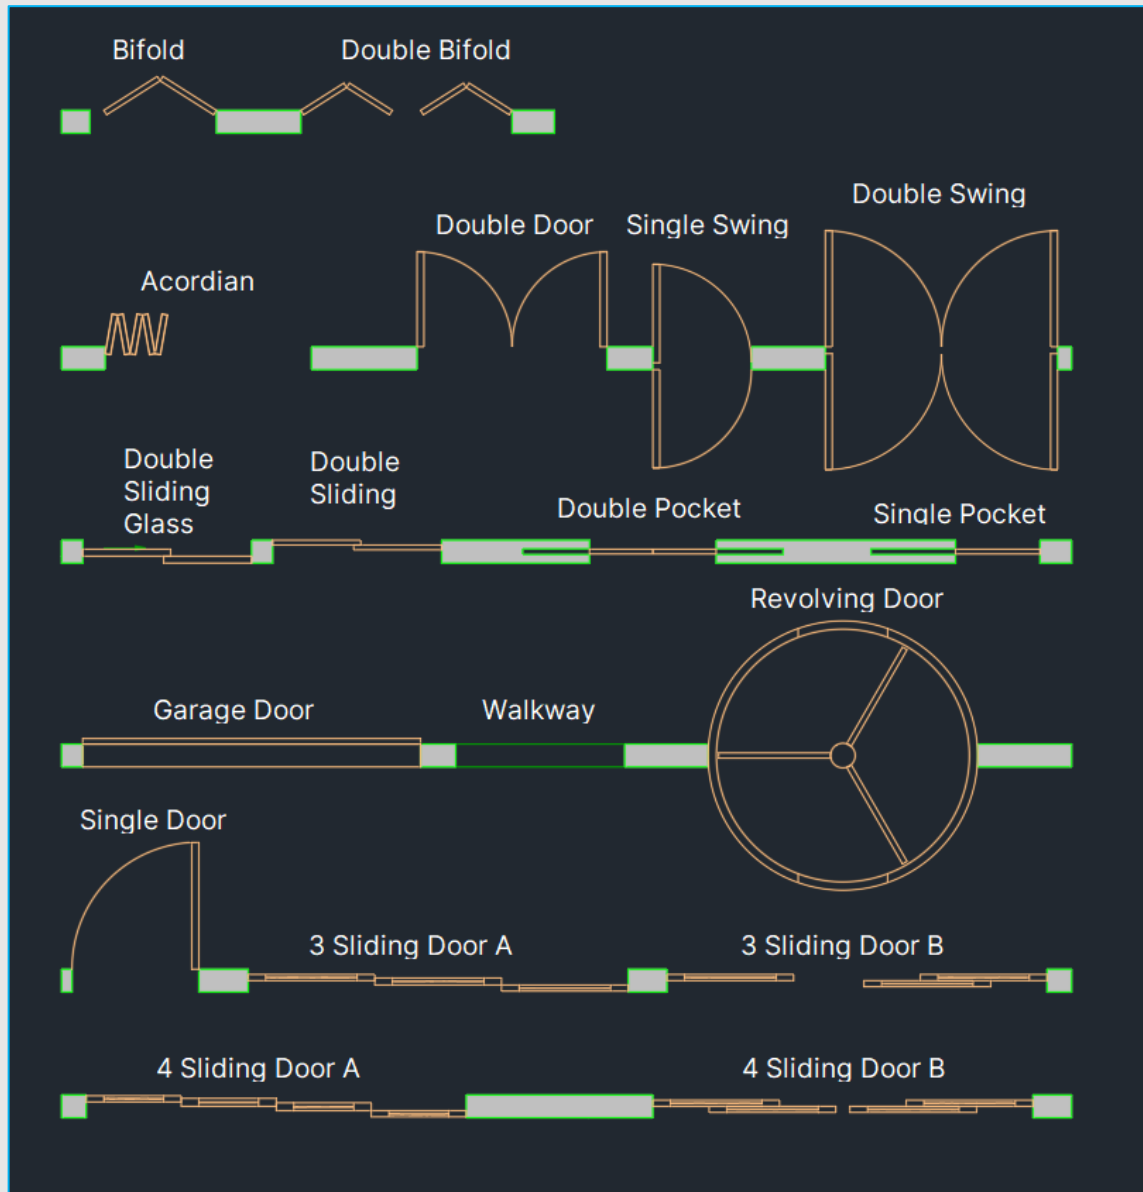 Bifold
Double Bifold
Double Swing
Double Door
Single Swing
Acordian
Double
Sliding
Glass
Double
Sliding
Double Pocket
Single Pocket
Revolving Door
Garage Door
Walkway
Single Door
3 Sliding Door A
3 Sliding Door B
4 Sliding Door A
4 Sliding Door B